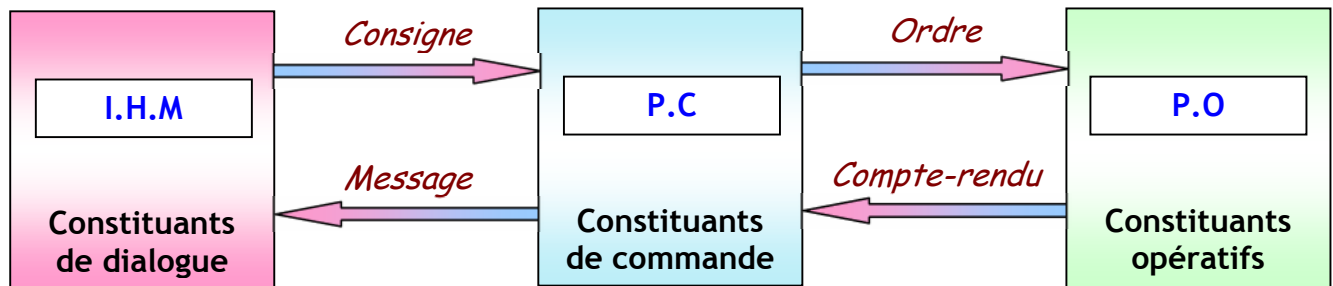 Consigne
Ordre
I.H.M
P.C
P.O
Message
Compte-rendu
Constituants
de dialogue
Constituants
de commande
Constituants
opératifs